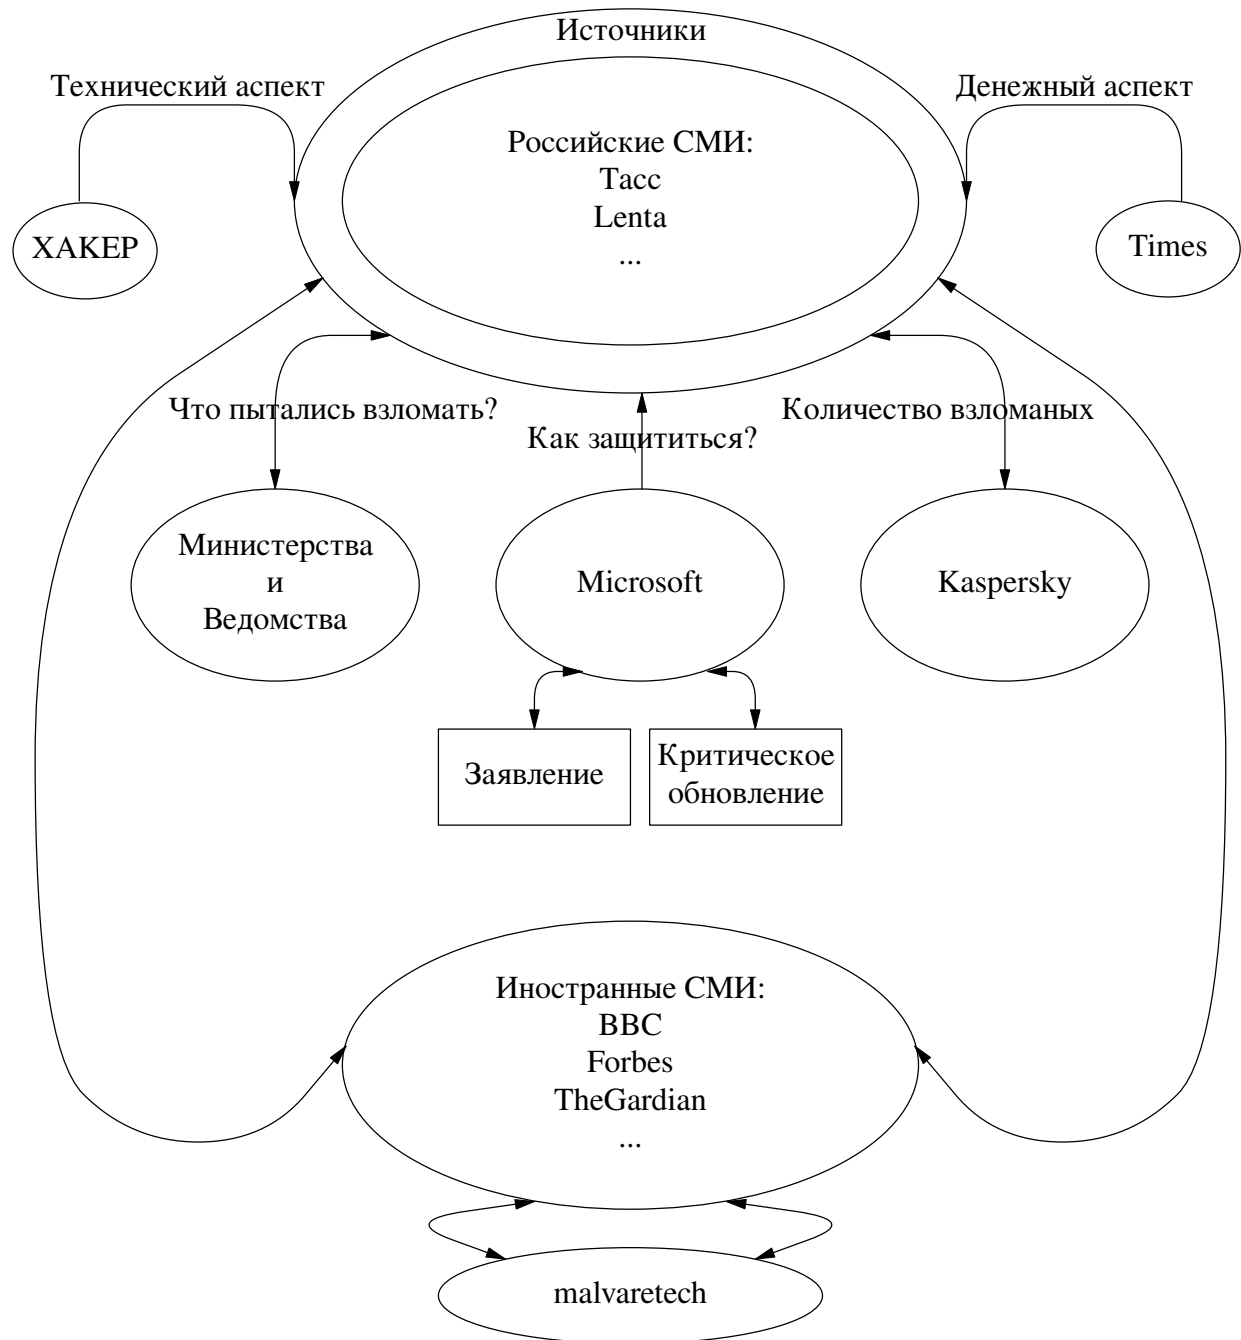 Источники
Технический аспект
Денежный аспект
Российские СМИ:
Тасс
Lenta
...
ХАКЕР
Times
Что пытались взломать?
Как защититься?
Количество взломаных
Министерства
и
Ведомства
Microsoft
Kaspersky
Заявление
Критическое
обновление
Иностранные СМИ:
BBC
Forbes
TheGardian
...
malvaretech